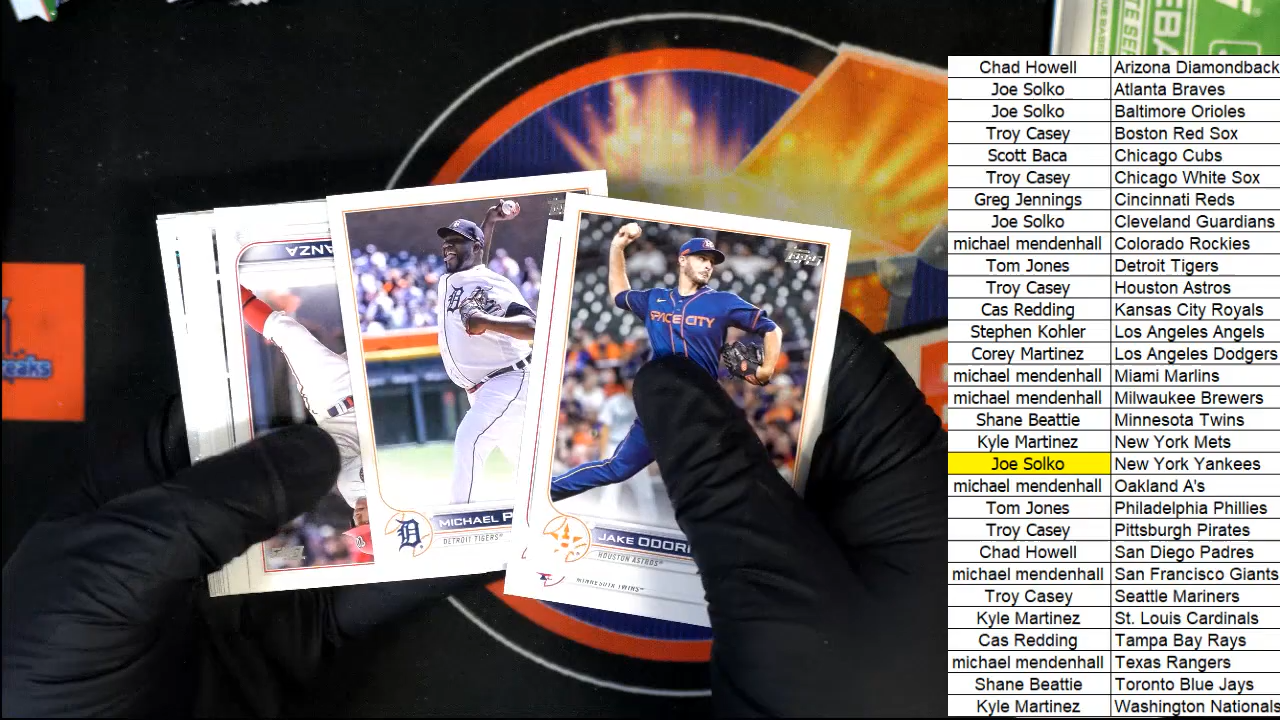 Chad Howell Arizona Diamondback
Joe Solko Atlanta Braves
Joe Solko Baltimore Orioles
Troy Casey Boston Red Sox
Scott Baca Chicago Cubs
Troy Casey Chicago White Sox
Greg Jennings Cincinnati Reds
Joe Solko Cleveland Guardians
michael mendenhall Colorado Rockies
Tom Jones Detroit Tigers
Troy Casey Houston Astros
Cas Redding Kansas City Royals
Stephen Kohler Los Angeles Angels
Corey Martinez Los Angeles Dodgers
michael mendenhall Miami Marlins
michael mendenhall Milwaukee Brewers
Shane Beattie Minnesota Twins
Kyle Martinez New York Mets
Joe Solko New York Yankees
michael mendenhall Oakland A's
Tom Jones Philadelphia Phillies
Troy Casey Pittsburgh Pirates
Chad Howell San Diego Padres
michael mendenhall San Francisco Giants
Troy Casey Seattle Mariners
Kyle Martinez St. Louis Cardinals
Cas Redding Tampa Bay Rays
michael mendenhall Texas Rangers
Shane Beattie Toronto Blue Jays
Kyle Martinez Washington Nationals
ANZA
SPACE CITY
D
MICHAEL P
DETROIT TIGERS
JAKE ODORI
HOUSTON ASTROS
MINNESOTA TWINS
reaks